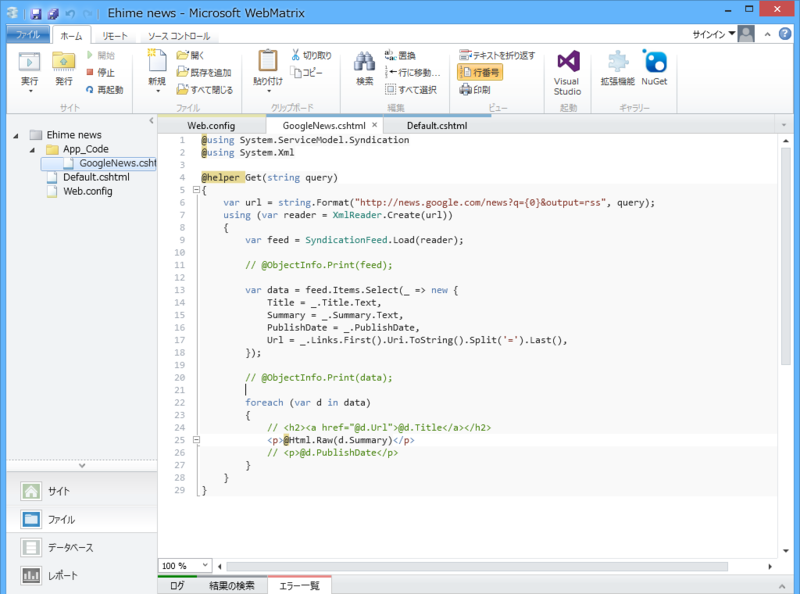 Ehime news - Microsoft WebMatrix
ファイル ホーム リモート ソース コントロール サインイン
実行 発行 開始 停止 再起動 サイト
新規 開く 既存を追加 すべて閉じる ファイル
貼り付け 切り取り コピー クリップボード
検索 置換 行に移動... すべて選択 編集
テキストを折り返す 行番号 印刷 ビュー
Visual Studio 起動
拡張機能 NuGet ギャラリー
Ehime news
App_Code
GoogleNews.csht
Default.cshtml
Web.config
サイト
ファイル
データベース
レポート
Web.config GoogleNews.cshtml × Default.cshtml
1 @using System.ServiceModel.Syndication
2 @using System.Xml
3
4 @helper Get(string query)
5 {
6 var url = string.Format("http://news.google.com/news?q={0}&output=rss", query);
7 using (var reader = XmlReader.Create(url))
8 {
9 var feed = SyndicationFeed.Load(reader);
10
11 // @ObjectInfo.Print(feed);
12
13 var data = feed.Items.Select(_ => new {
14 Title = _.Title.Text,
15 Summary = _.Summary.Text,
16 PublishDate = _.PublishDate,
17 Url = _.Links.First().Uri.ToString().Split('=').Last(),
18 });
19
20 // @ObjectInfo.Print(data);
21
22 foreach (var d in data)
23 {
24 // <h2><a href="@d.Url">@d.Title</a></h2>
25 <p>@Html.Raw(d.Summary)</p>
26 // <p>@d.PublishDate</p>
27 }
28 }
29 }
100 %
ログ 結果の検索 エラー一覧